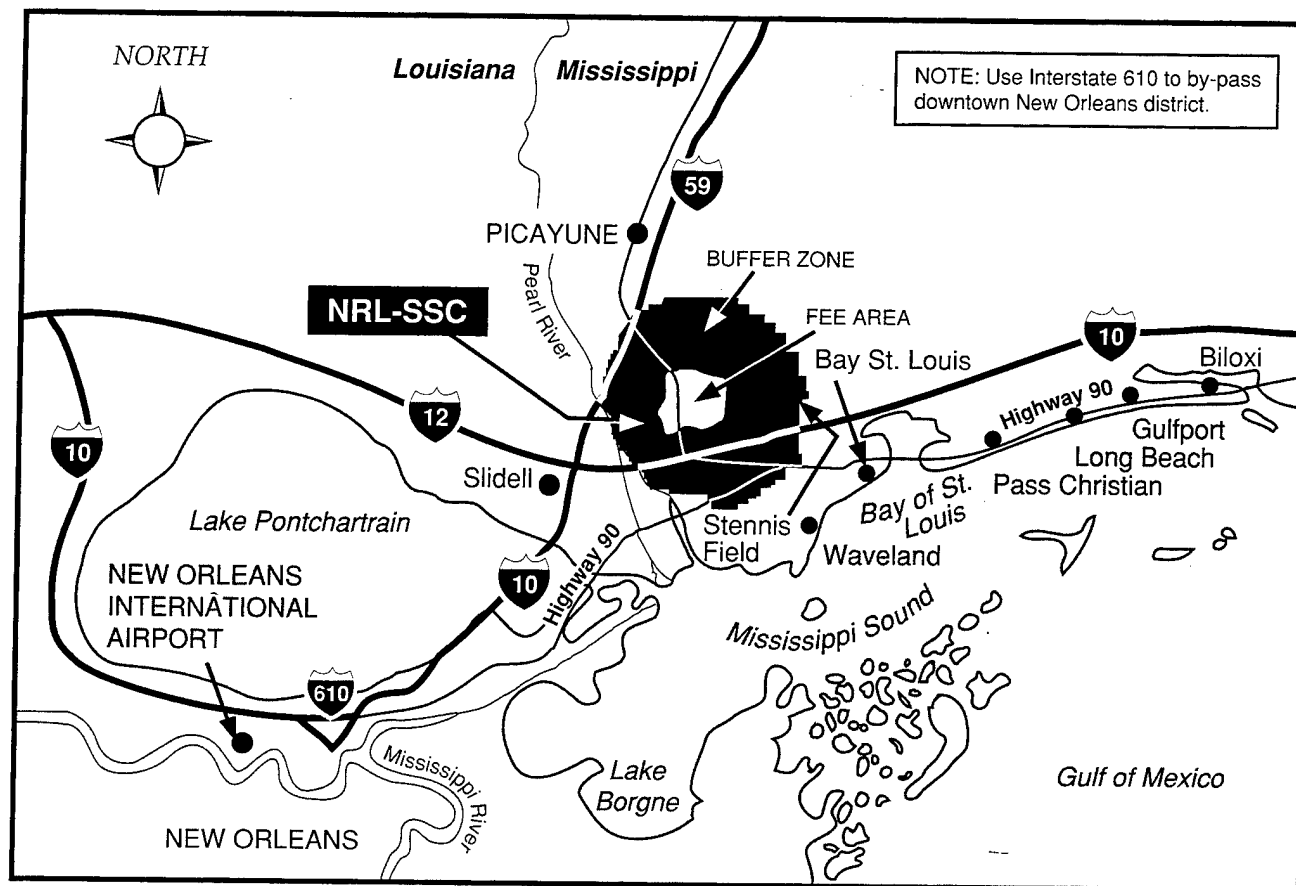 NORTH
Louisiana Mississippi
NOTE: Use Interstate 610 to by-pass
downtown New Orleans district.
59
PICAYUNE
BUFFER ZONE
Pearl River
NRL-SSC
FEE AREA
Bay St. Louis
10
Biloxi
Highway 90
12
10
Gulfport
Long Beach
Pass Christian
Slidell
Bay of St.
Louis
Lake Pontchartrain
Stennis
Field
Waveland
Highway 90
10
NEW ORLEANS
INTERNÂTIONAL
AIRPORT
Mississippi Sound
610
Mississippi River
Lake
Borgne
Gulf of Mexico
NEW ORLEANS